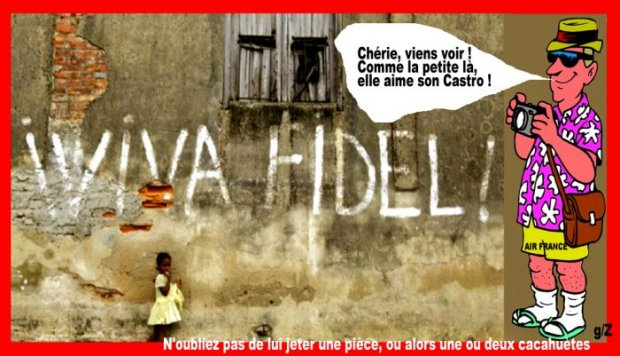 Chérie, viens voir !
Comme la petite là,
elle aime son Castro !
¡VIVA FIDEL!
AIR FRANCE
g/Z
N'oubliez pas de lui jeter une pièce, ou alors une ou deux cacahuètes